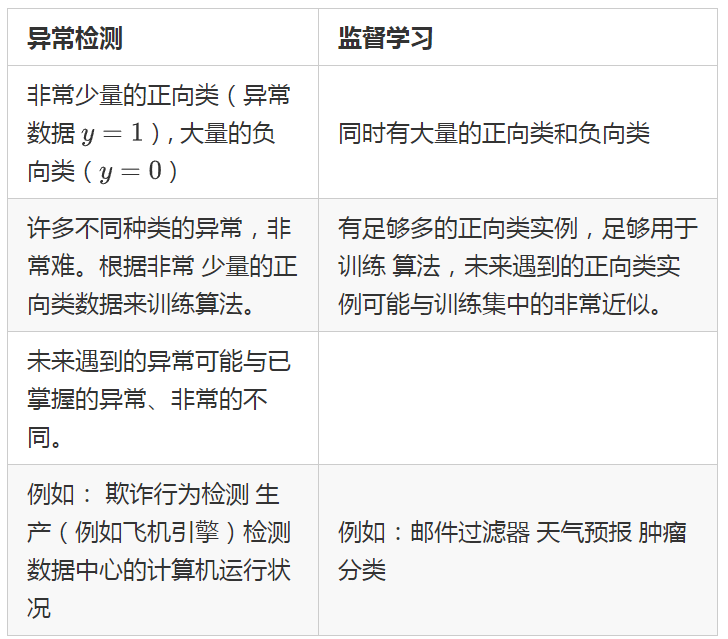 异常检测
监督学习
非常少量的正向类（异常
数据 y = 1）, 大量的负
向类（y = 0）
同时有大量的正向类和负向类
许多不同种类的异常，非
常难。根据非常 少量的正
向类数据来训练算法。
有足够多的正向类实例，足够用于
训练 算法，未来遇到的正向类实
例可能与训练集中的非常近似。
未来遇到的异常可能与已
掌握的异常、非常的不
同。
例如： 欺诈行为检测 生
产（例如飞机引擎）检测
数据中心的计算机运行状
况
例如：邮件过滤器 天气预报 肿瘤
分类